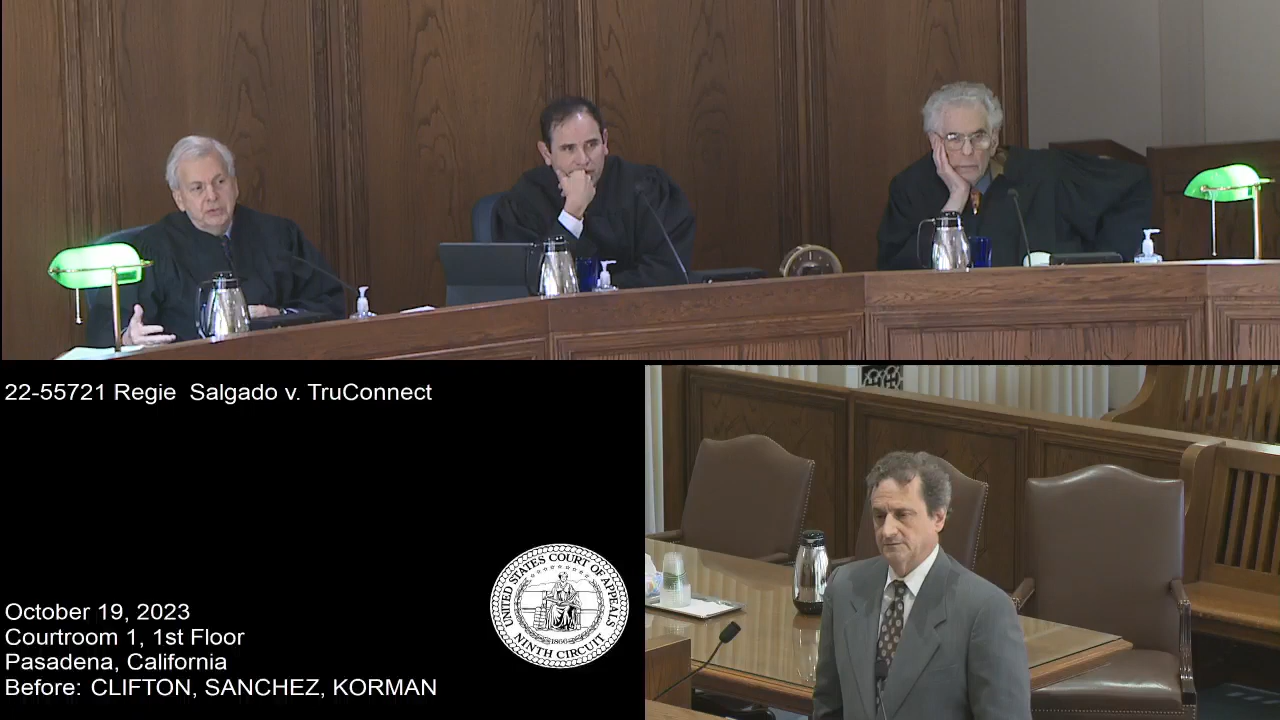 22-55721 Regie  Salgado v. TruConnect
UNITED STATES COURT OF APPEALS
1866
NINTH CIRCUIT
October 19, 2023
Courtroom 1, 1st Floor
Pasadena, California
Before: CLIFTON, SANCHEZ, KORMAN